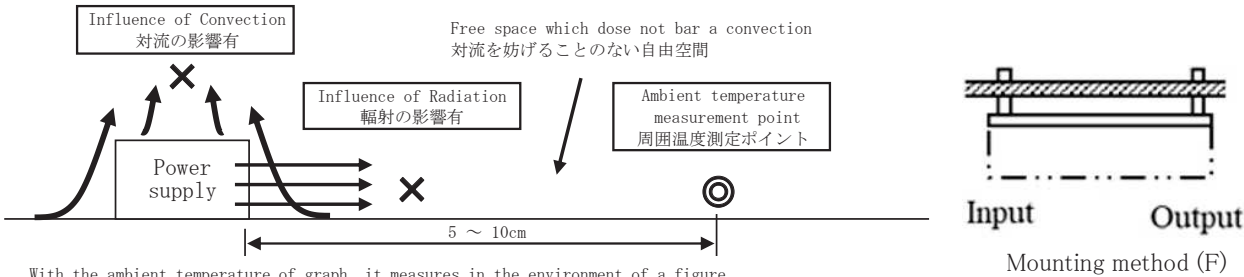 Influence of Convection
対流の影響有
Free space which dose not bar a convection
対流を妨げることのない自由空間
Influence of Radiation
輻射の影響有
Ambient temperature
measurement point
周囲温度測定ポイント
Power
supply
5 ～ 10cm
With the ambient temperature of graph, it measures in the environment of a figure
Input
Output
Mounting method (F)